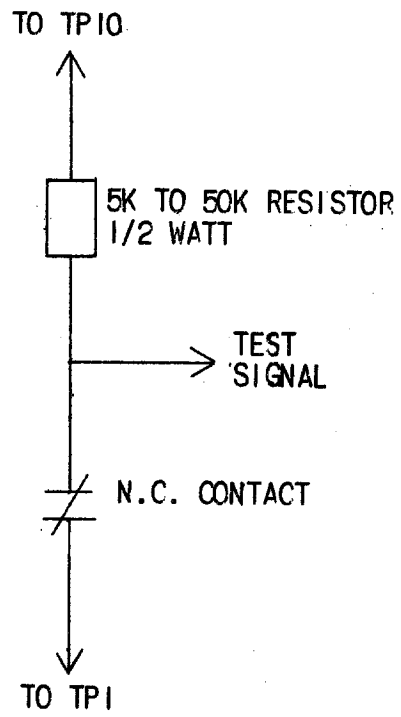 TO TP10
5K TO 50K RESISTOR
1/2 WATT
TEST
SIGNAL
N.C. CONTACT
TO TP1